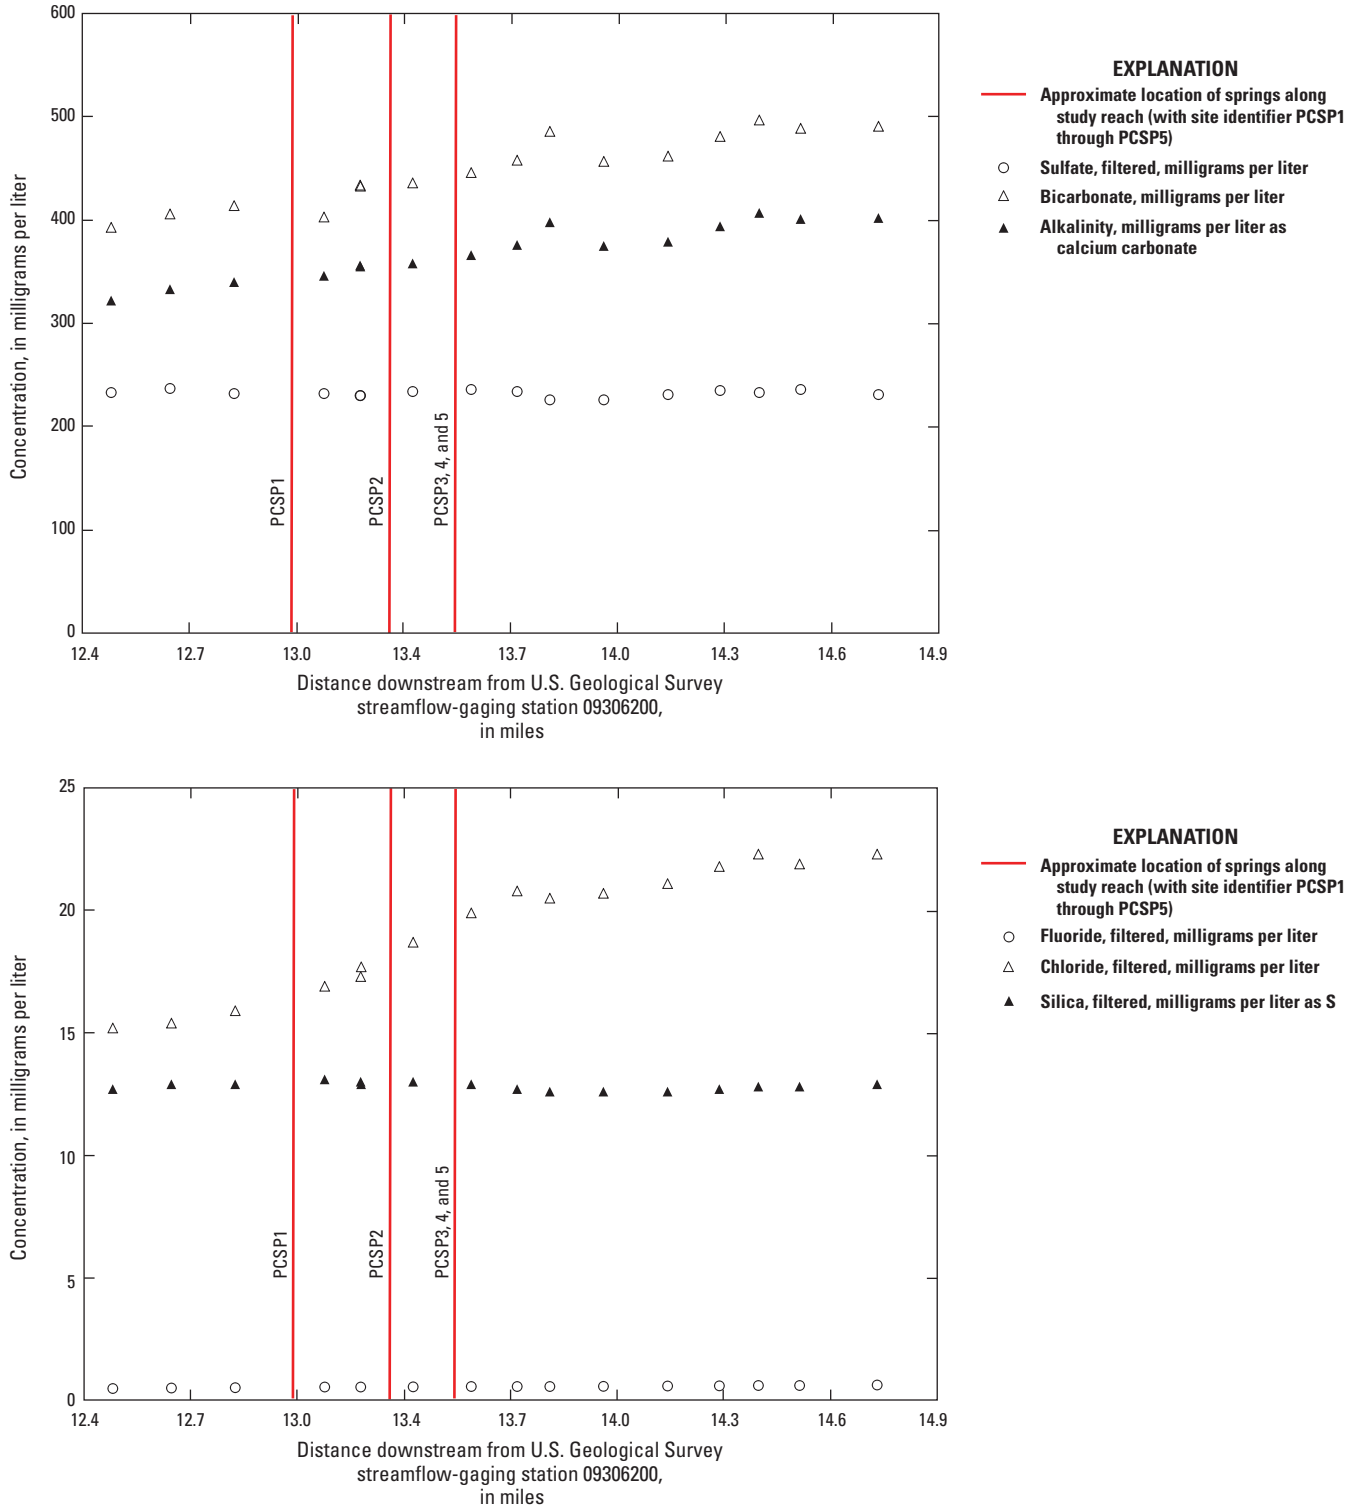 600
500
400
300
200
100
0
Concentration, in milligrams per liter
PCSP1
PCSP2
PCSP3, 4, and 5
12.4 12.7 13.0 13.4 13.7 14.0 14.3 14.6 14.9
Distance downstream from U.S. Geological Survey
streamflow-gaging station 09306200,
in miles
EXPLANATION
Approximate location of springs along
study reach (with site identifier PCSP1
through PCSP5)
Sulfate, filtered, milligrams per liter
Bicarbonate, milligrams per liter
Alkalinity, milligrams per liter as
calcium carbonate
25
20
15
10
5
0
Concentration, in milligrams per liter
PCSP1
PCSP2
PCSP3, 4, and 5
12.4 12.7 13.0 13.4 13.7 14.0 14.3 14.6 14.9
Distance downstream from U.S. Geological Survey
streamflow-gaging station 09306200,
in miles
EXPLANATION
Approximate location of springs along
study reach (with site identifier PCSP1
through PCSP5)
Fluoride, filtered, milligrams per liter
Chloride, filtered, milligrams per liter
Silica, filtered, milligrams per liter as S